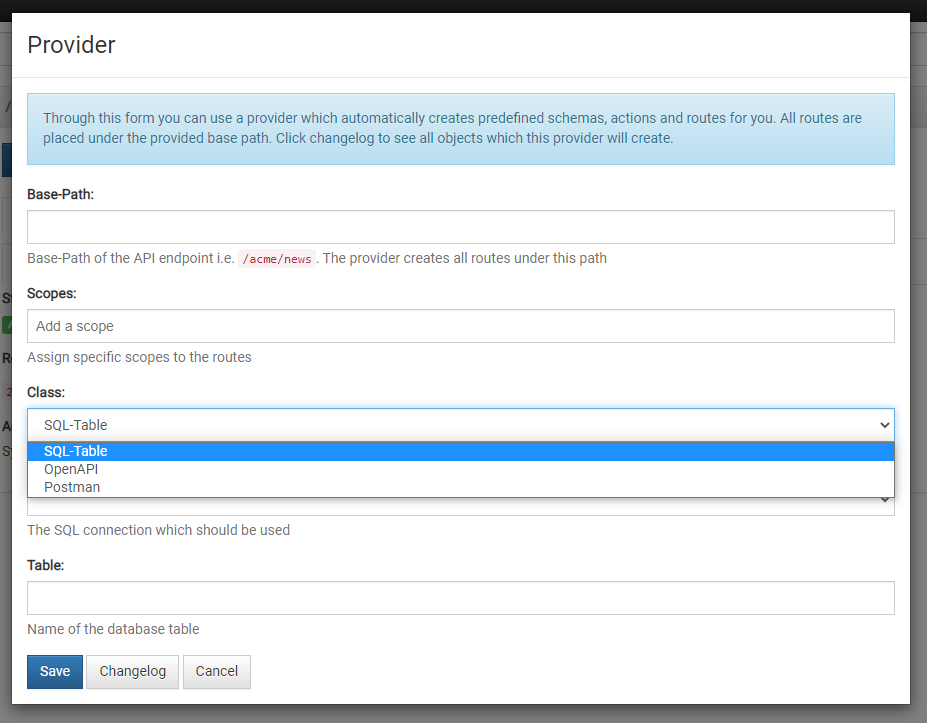 Provider
Through this form you can use a provider which automatically creates predefined schemas, actions and routes for you. All routes are
placed under the provided base path. Click changelog to see all objects which this provider will create.
Base-Path:
Base-Path of the API endpoint i.e. /acme/news . The provider creates all routes under this path
Scopes:
Add a scope
Assign specific scopes to the routes
Class:
SQL-Table
SQL-Table
OpenAPI
Postman
The SQL connection which should be used
Table:
Name of the database table
Save Changelog Cancel